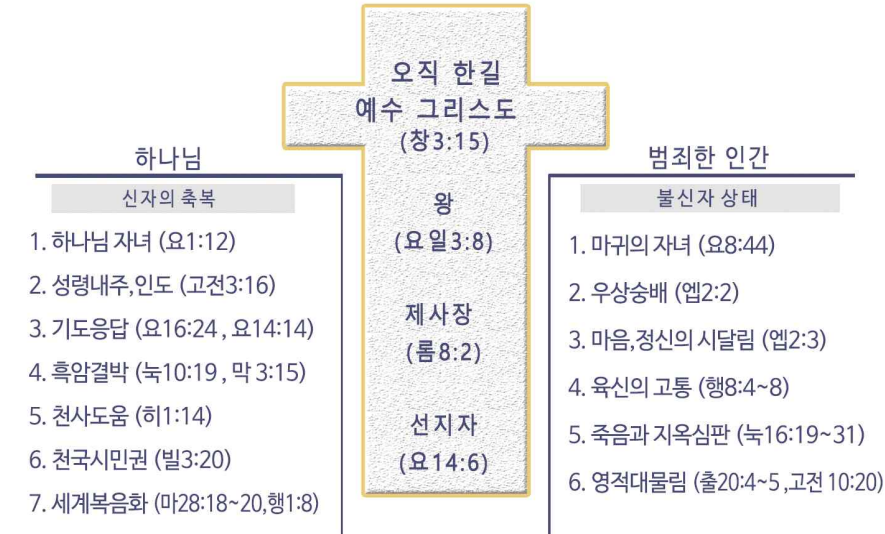 오직 한길
예수 그리스도
(창3:15)
왕
(요일3:8)
제사장
(롬8:2)
선지자
(요14:6)
하나님
신자의 축복
1. 하나님 자녀 (요1:12)
2. 성령내주,인도 (고전3:16)
3. 기도응답 (요16:24 , 요14:14)
4. 흑암결박 (눅10:19 , 막 3:15)
5. 천사도움 (히1:14)
6. 천국시민권 (빌3:20)
7. 세계복음화 (마28:18~20,행1:8)
범죄한 인간
불신자 상태
1. 마귀의 자녀 (요8:44)
2. 우상숭배 (엡2:2)
3. 마음,정신의 시달림 (엡2:3)
4. 육신의 고통 (행8:4~8)
5. 죽음과 지옥심판 (눅16:19~31)
6. 영적대물림 (출20:4~5 ,고전 10:20)